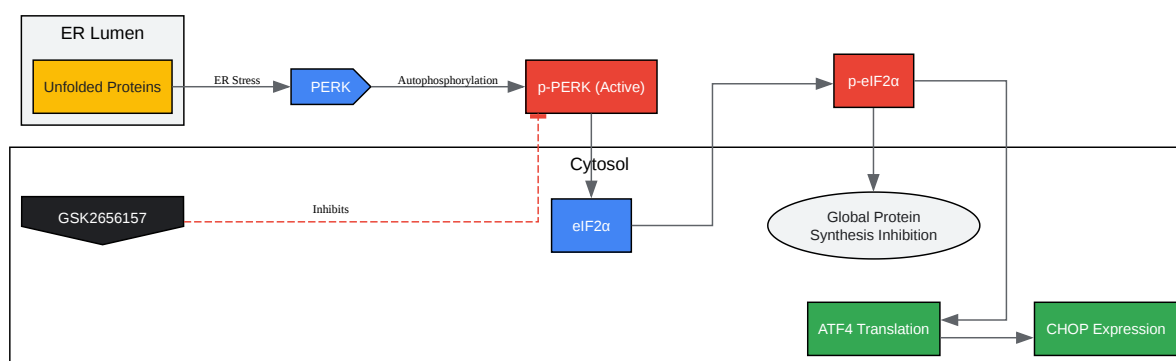 ER Lumen
Unfolded Proteins
ER Stress
PERK
Autophosphorylation
p-PERK (Active)
p-eIF2α
Cytosol
GSK2656157
Inhibits
eIF2α
Global Protein
Synthesis Inhibition
ATF4 Translation
CHOP Expression